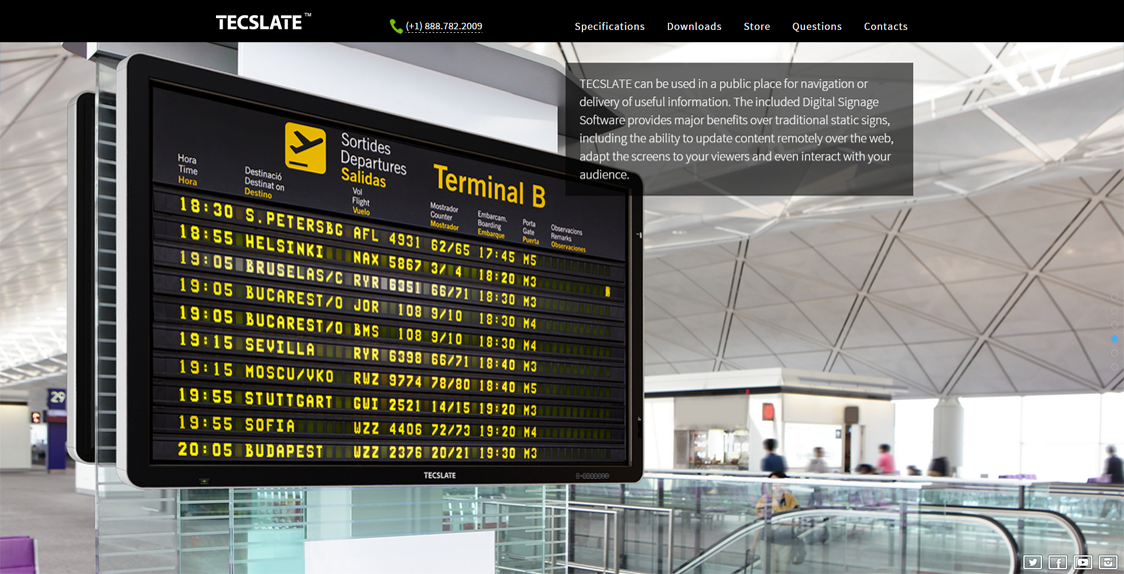 TECSLATE™
(+1) 888.782.2009
Specifications Downloads Store Questions Contacts
TECSLATE can be used in a public place for navigation or
delivery of useful information. The included Digital Signage
Software provides major benefits over traditional static signs,
including the ability to update content remotely over the web,
adapt the screens to your viewers and even interact with your
audience.
Sortides
Departures
Salidas
Terminal B
Hora
Time
Hora
Destinació
Destinat on
Destino
Vol
Flight
Vuelo
Mostrador
Counter
Mostrador
Embarcam.
Boarding
Embarque
Porta
Gate
Puerta
Observacions
Remarks
Observaciones
18:30 S.PETERSBG AFL 4931 62/65 17:45 M5
18:55 HELSINKI NAX 5867 3/ 4 18:20 M3
19:05 BRUSELAS/C RYR 6351 66/71 18:30 M3
19:05 BUCAREST/O JOR 108 9/10 18:30 M4
19:05 BUCAREST/O BMS 108 9/10 18:30 M4
19:15 SEVILLA RYR 6398 66/71 18:40 M3
19:15 MOSCU/VKO RWZ 9774 78/80 18:40 M5
19:55 STUTTGART GWI 2521 14/15 19:20 M3
19:55 SOFIA WZZ 4406 72/73 19:20 M4
20:05 BUDAPEST WZZ 2376 20/21 19:30 M3
TECSLATE
29